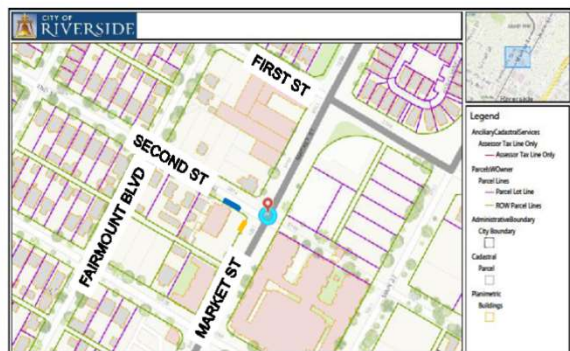 CITY OF
RIVERSIDE
FIRST ST
SECOND ST
FAIRMOUNT BLVD
MARKET ST
Legend
AncillaryCadastralServices
Assessor Tax Line Only
Assessor Tax Line Only
ParcelsWOwner
Parcel Lines
Parcel Lot Line
ROW Parcel Lines
AdministrativeBoundary
City Boundary
Cadastral
Parcel
Planimetric
Buildings